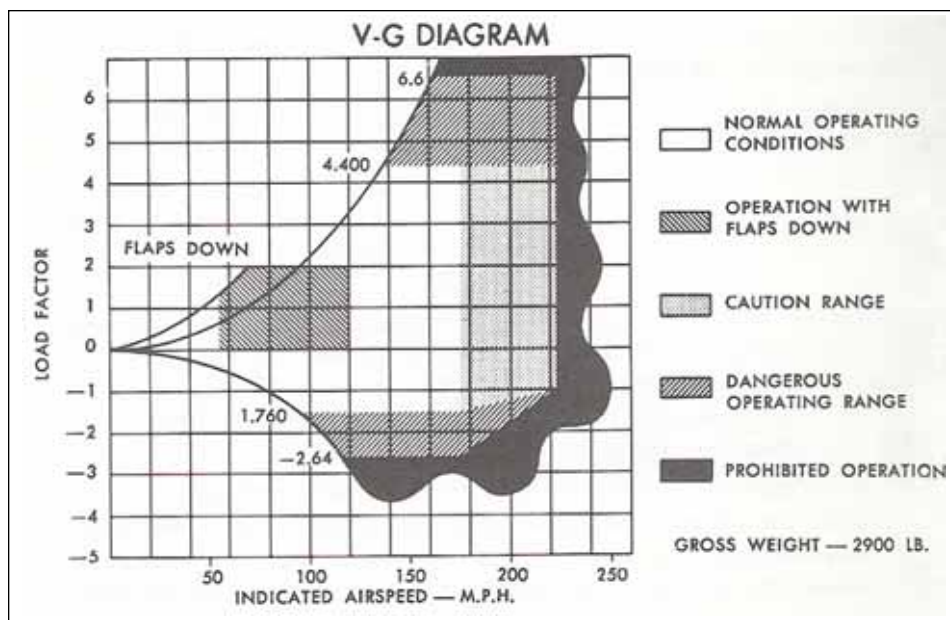 V-G DIAGRAM
6.6
4.400
FLAPS DOWN
1,760
−2.64
6
5
4
3
2
1
0
−1
−2
−3
−4
−5
LOAD FACTOR
50
100
150
200
250
INDICATED AIRSPEED — M.P.H.
NORMAL OPERATING
CONDITIONS
OPERATION WITH
FLAPS DOWN
CAUTION RANGE
DANGEROUS
OPERATING RANGE
PROHIBITED OPERATION
GROSS WEIGHT — 2900 LB.